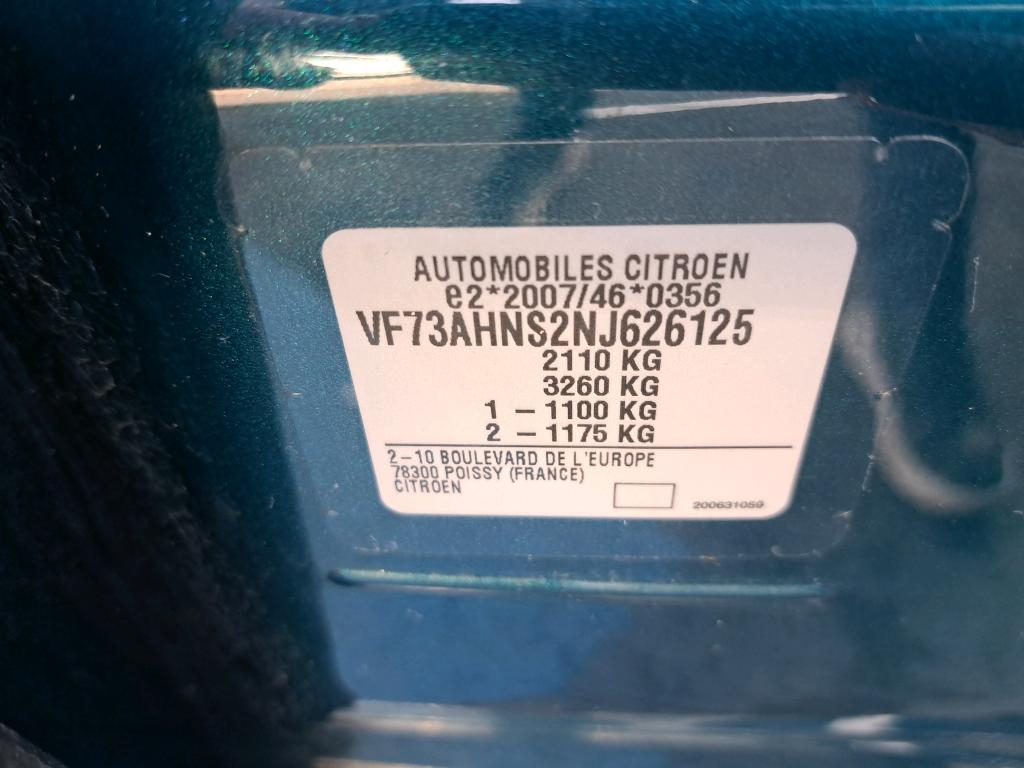 AUTOMOBILES CITROEN
e2*2007/46*0356
VF73AHNS2NJ626125
2110 KG
3260 KG
1 – 1100 KG
2 – 1175 KG
2–10 BOULEVARD DE L'EUROPE
78300 POISSY (FRANCE)
CITROEN
200631059